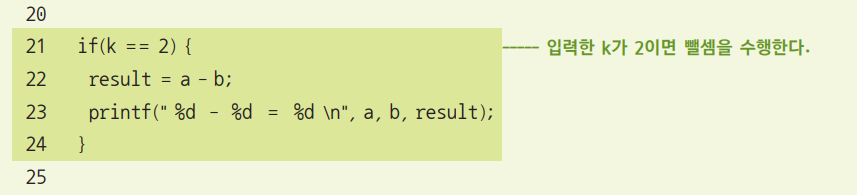 20
21 if(k == 2) { ----- 입력한 k가 2이면 뺄셈을 수행한다.
22 result = a - b;
23 printf(" %d - %d = %d \n", a, b, result);
24 }
25